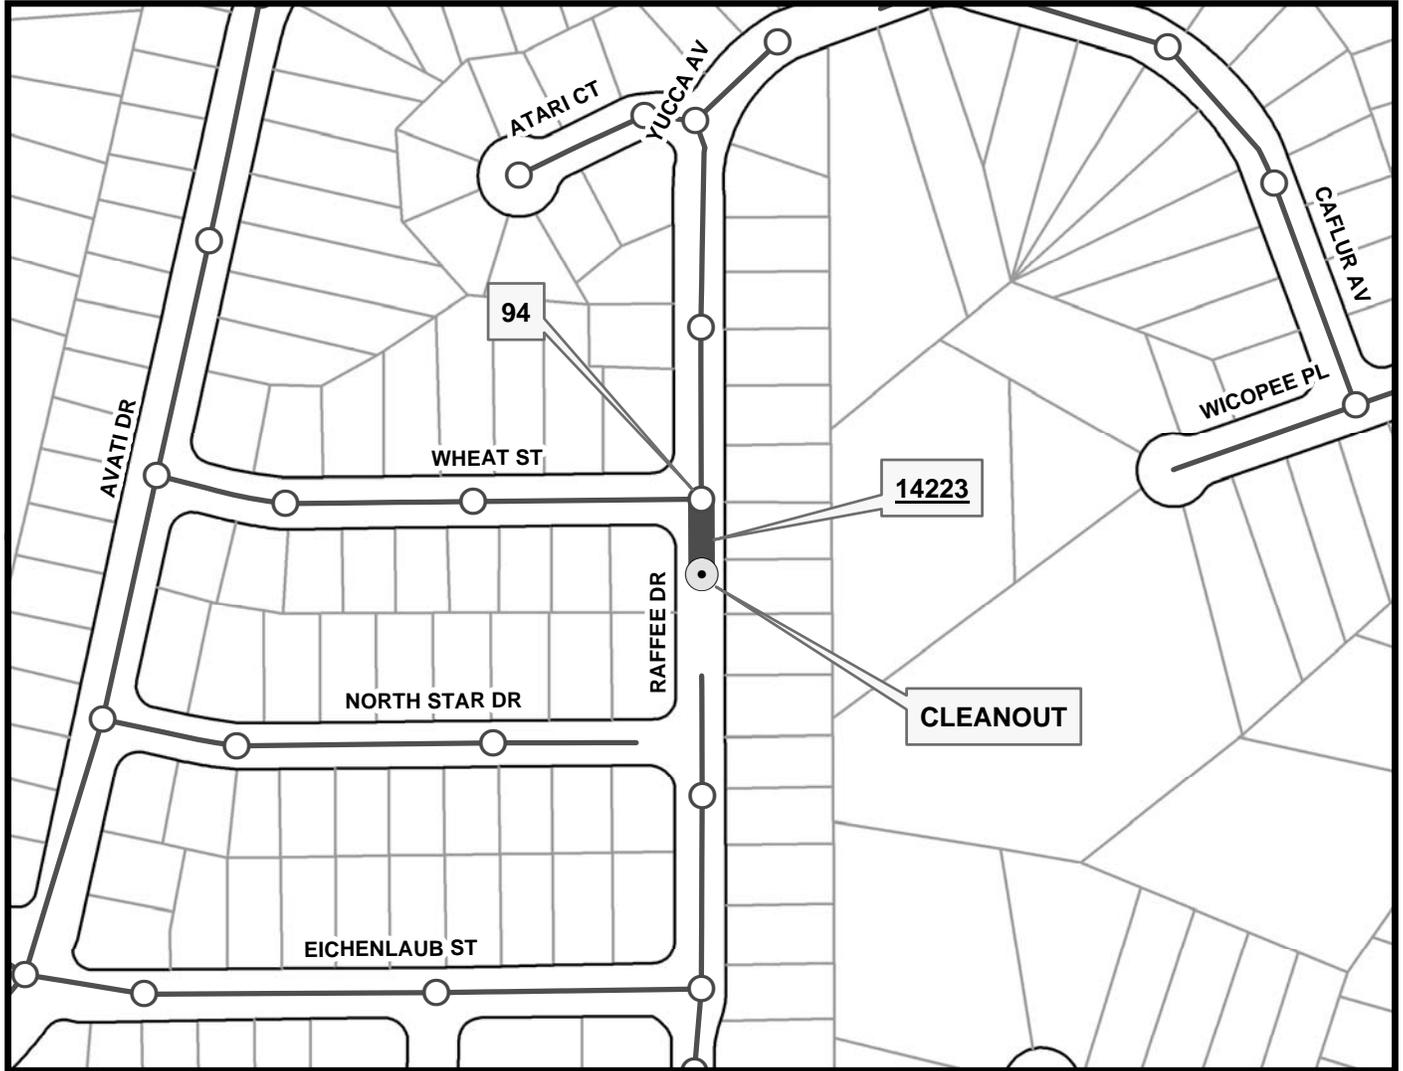 YUCCA AV
ATARI CT
CAFLUR AV
94
WICOPEE PL
AVATI DR
WHEAT ST
14223
RAFFEE DR
NORTH STAR DR
CLEANOUT
EICHENLAUB ST